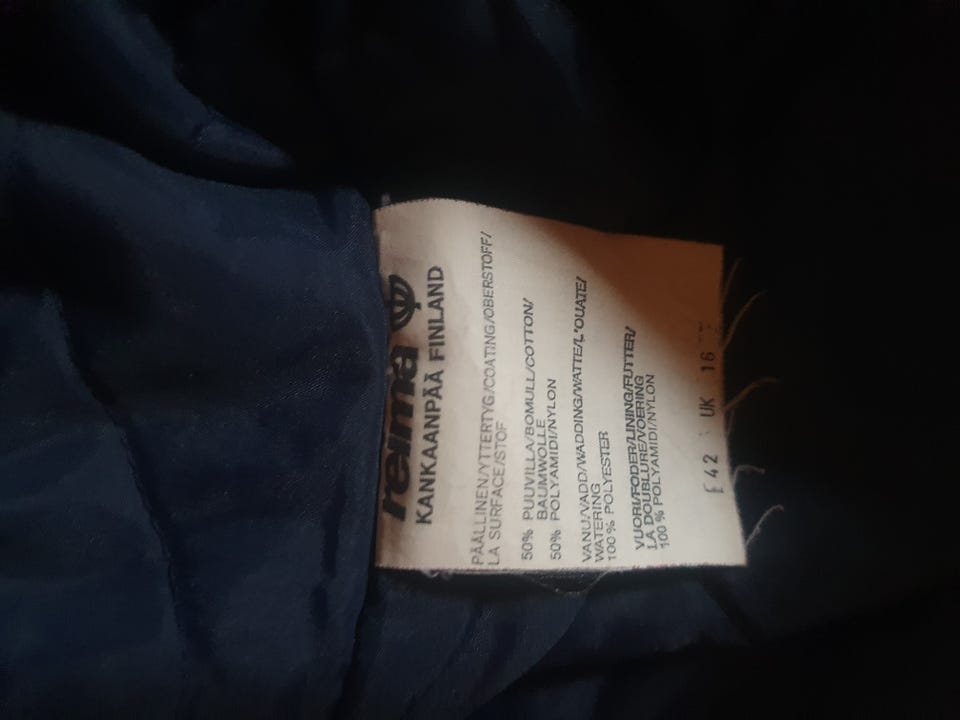 reima
KANKAANPÄÄ FINLAND
PÄÄLLINEN/YTTERTYG/COATING/OBERSTOFF/
LA SURFACE/STOF
50% PUUVILLA/BOMULL/COTTON/
BAUMWOLLE
50% POLYAMIDI/NYLON
VANU/VADD/WADDING/WATTE/L'OUATE/
WATERING
100% POLYESTER
VUORI/FODER/LINING/FUTTER/
LA DOUBLURE/VOERING
100% POLYAMIDI/NYLON
42 UK 16